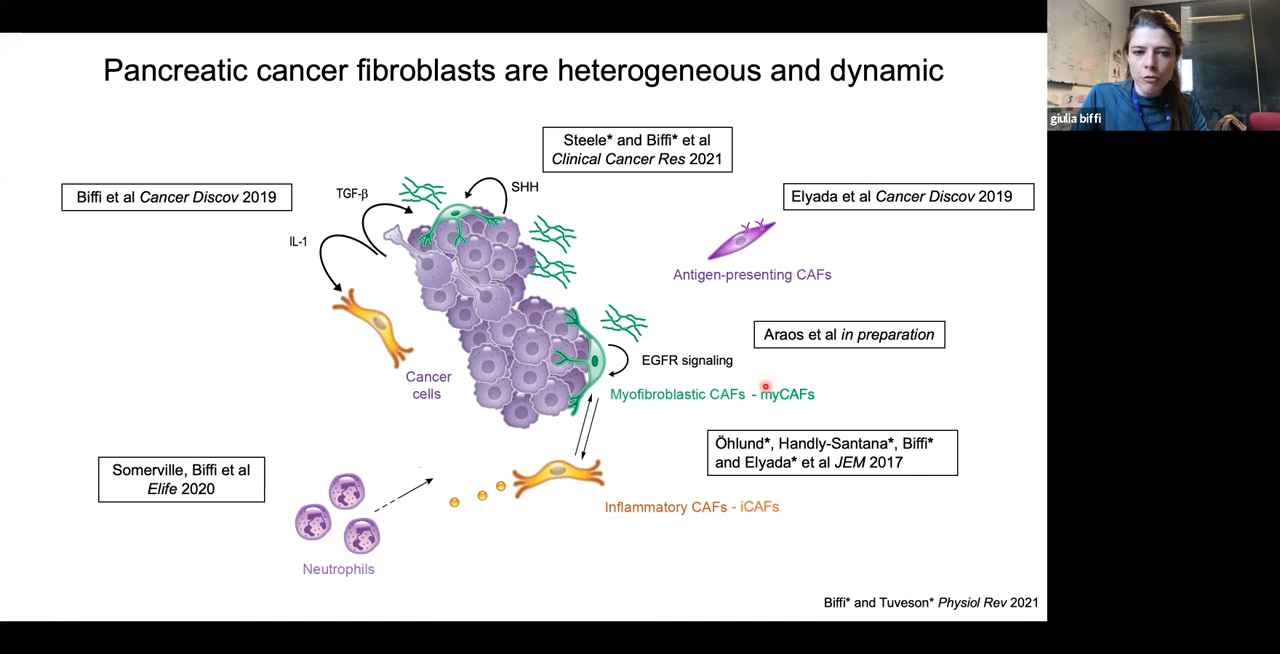 Pancreatic cancer fibroblasts are heterogeneous and dynamic
giulia biffi
Steele* and Biffi* et al
Clinical Cancer Res 2021
Biffi et al Cancer Discov 2019
TGF-β
SHH
Elyada et al Cancer Discov 2019
IL-1
Antigen-presenting CAFs
Araos et al in preparation
EGFR signaling
Cancer
cells
Myofibroblastic CAFs - myCAFs
Öhlund*, Handly-Santana*, Biffi*
and Elyada* et al JEM 2017
Somerville, Biffi et al
Elife 2020
Inflammatory CAFs - iCAFs
Neutrophils
Biffi* and Tuveson* Physiol Rev 2021